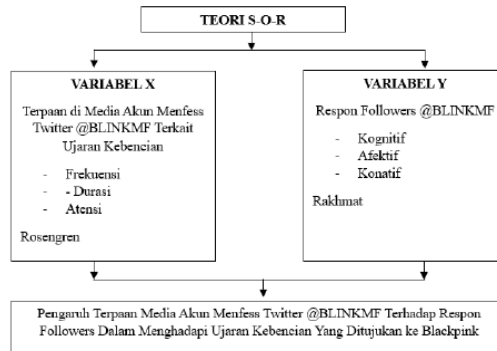 TEORI S-O-R
VARIABEL X
Terpaan di Media Akun Menfess
Twitter @BLINKMF Terkait
Ujaran Kebencian
- Frekuensi
- - Durasi
- Atensi
Rosengren
VARIABEL Y
Respon Followers @BLINKMF
- Kognitif
- Afektif
- Konatif
Rakhmat
Pengaruh Terpaan Media Akun Menfess Twitter @BLINKMF Terhadap Respon
Followers Dalam Menghadapi Ujaran Kebencian Yang Ditujukan ke Blackpink